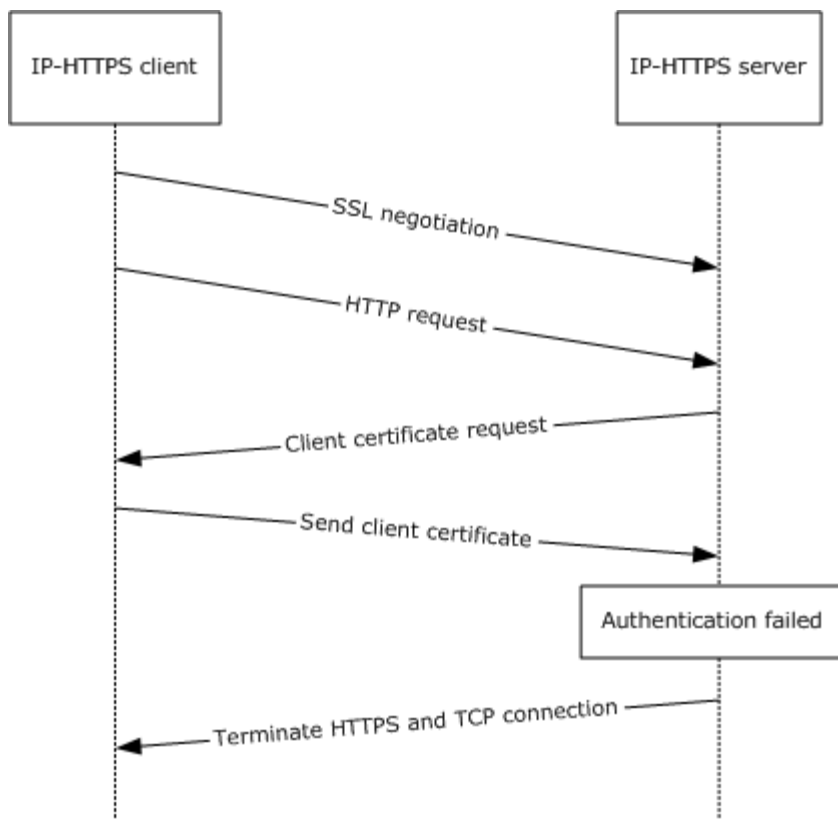 IP-HTTPS client
IP-HTTPS server
SSL negotiation
HTTP request
Client certificate request
Send client certificate
Authentication failed
Terminate HTTPS and TCP connection